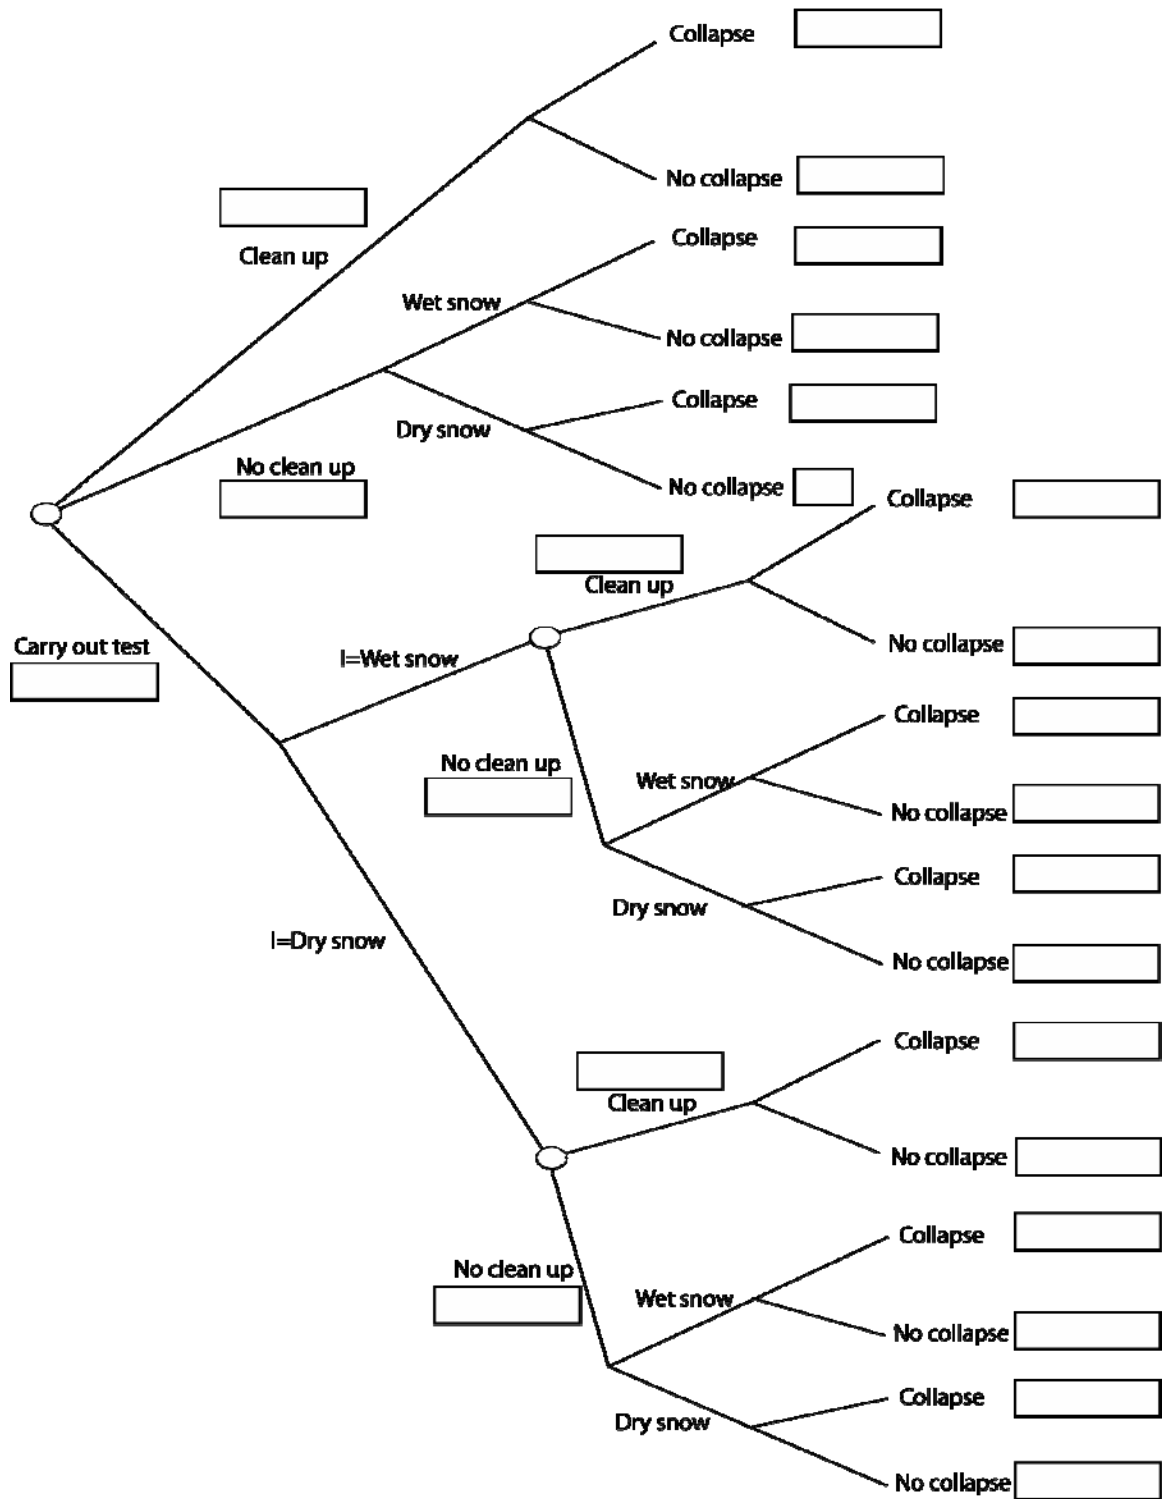 Collapse
No collapse
Clean up
Collapse
Wet snow
No collapse
Collapse
Dry snow
No clean up
No collapse
Collapse
Clean up
Carry out test
I=Wet snow
No collapse
Collapse
No clean up
Wet snow
No collapse
Collapse
Dry snow
I=Dry snow
No collapse
Collapse
Clean up
No collapse
Collapse
No clean up
Wet snow
No collapse
Collapse
Dry snow
No collapse